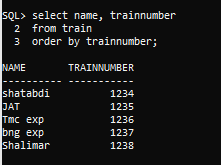 SQL> select name, trainnumber
2 from train
3 order by trainnumber;
NAME TRAINNUMBER
---------- -----------
shatabdi 1234
JAT 1235
Tmc exp 1236
bng exp 1237
Shalimar 1238